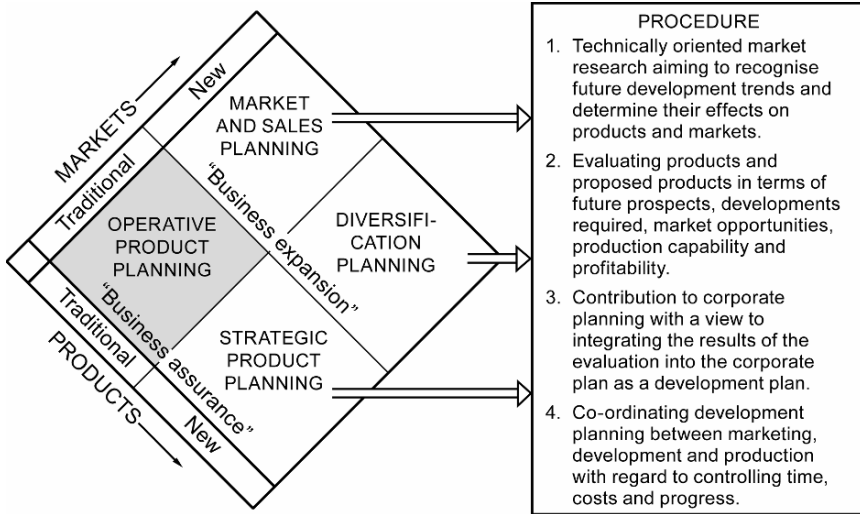 MARKETS
Traditional
New
MARKET
AND SALES
PLANNING
"Business expansion"
OPERATIVE
PRODUCT
PLANNING
DIVERSIFI-
CATION
PLANNING
"Business assurance"
STRATEGIC
PRODUCT
PLANNING
Traditional
New
PRODUCTS
PROCEDURE
1. Technically oriented market
research aiming to recognise
future development trends and
determine their effects on
products and markets.
2. Evaluating products and
proposed products in terms of
future prospects, developments
required, market opportunities,
production capability and
profitability.
3. Contribution to corporate
planning with a view to
integrating the results of the
evaluation into the corporate
plan as a development plan.
4. Co-ordinating development
planning between marketing,
development and production
with regard to controlling time,
costs and progress.